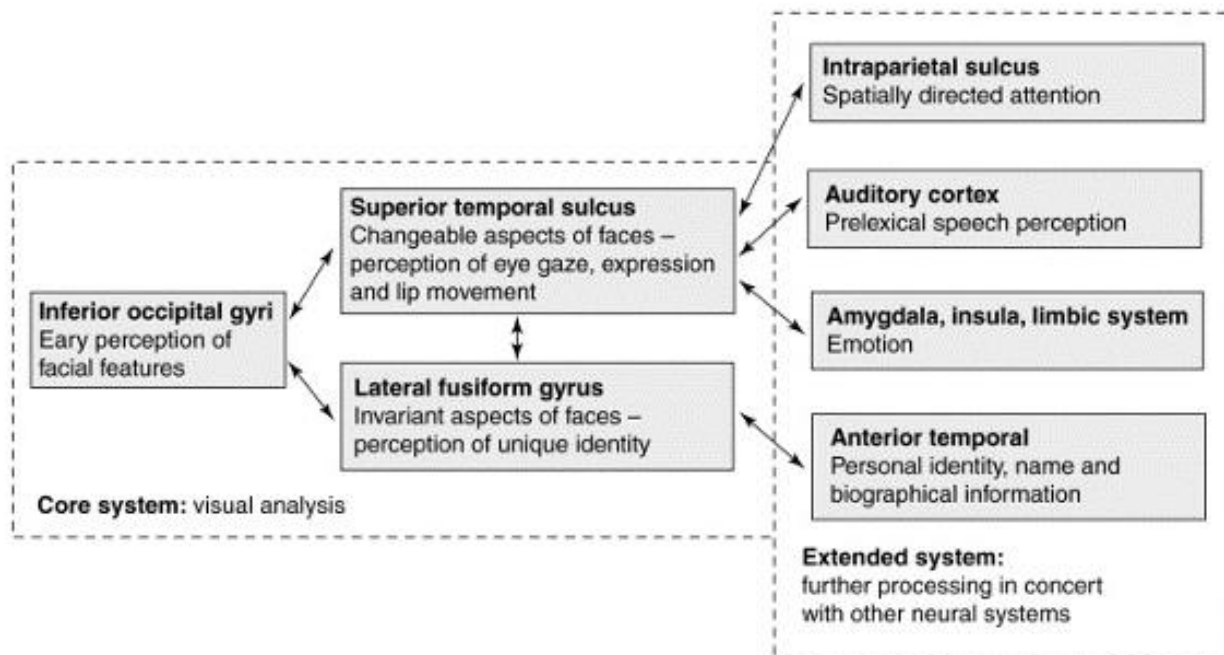 Inferior occipital gyri
Eary perception of
facial features
Superior temporal sulcus
Changeable aspects of faces –
perception of eye gaze, expression
and lip movement
Lateral fusiform gyrus
Invariant aspects of faces –
perception of unique identity
Core system: visual analysis
Intraparietal sulcus
Spatially directed attention
Auditory cortex
Prelexical speech perception
Amygdala, insula, limbic system
Emotion
Anterior temporal
Personal identity, name and
biographical information
Extended system:
further processing in concert
with other neural systems